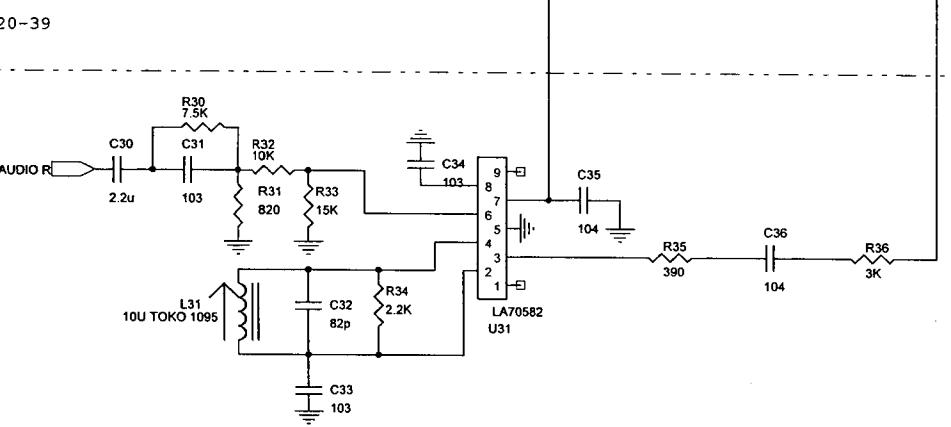 20-39
R30
7.5K
C30
C31
R32
10K
AUDIO R
2.2u
103
R31
820
R33
15K
C34
103
9
8
7
6
5
4
3
2
1
C35
104
R35
390
C36
104
R36
3K
LA70582
U31
L31
10U TOKO 1095
C32
82p
R34
2.2K
C33
103